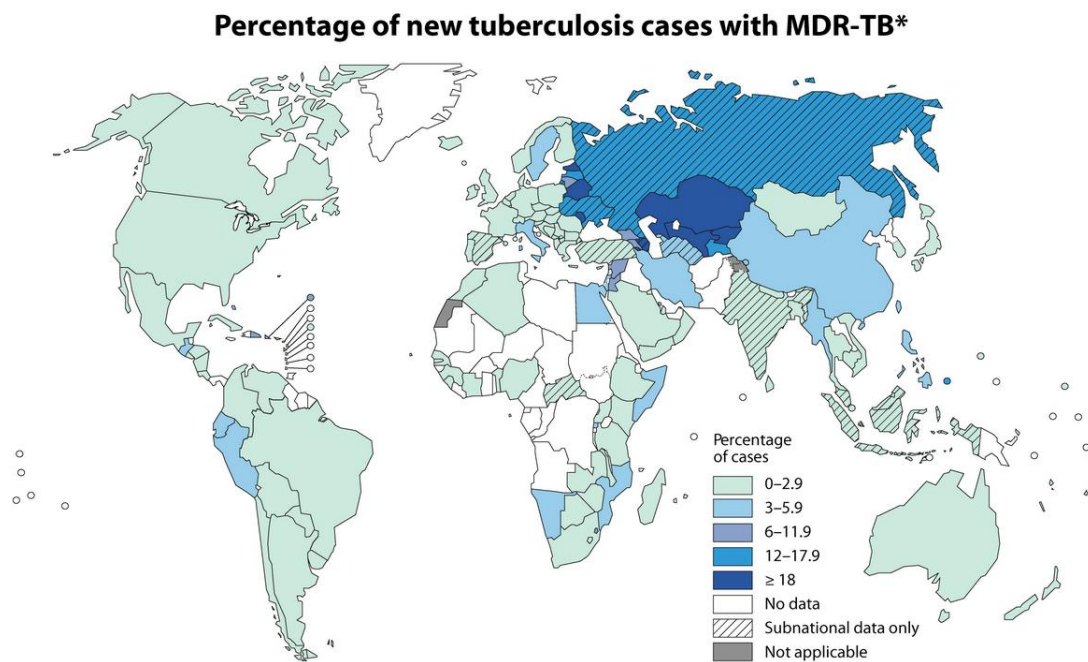 Percentage of new tuberculosis cases with MDR-TB*
Percentage
of cases
0–2.9
3–5.9
6–11.9
12–17.9
≥ 18
No data
Subnational data only
Not applicable